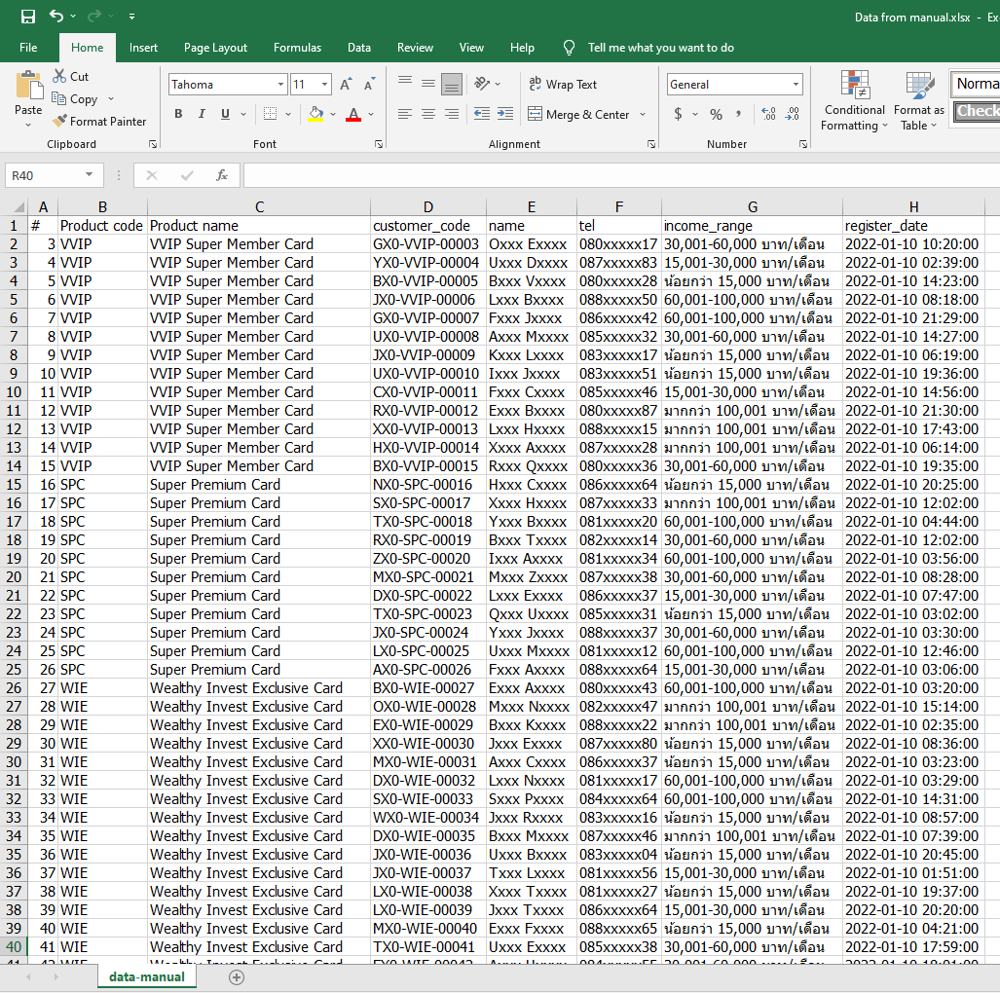 Data from manual.xlsx - Ex
File Home Insert Page Layout Formulas Data Review View Help Tell me what you want to do
Paste
Cut
Copy
Format Painter
Clipboard
Tahoma 11
B I U
Font
Wrap Text
Merge & Center
Alignment
General
$ % ,
Number
Conditional Formatting
Format as Table
Normal
Check
R40 fx
A B C D E F G H
1 # Product code Product name customer_code name tel income_range register_date
2 3 VVIP VVIP Super Member Card GX0-VVIP-00003 Oxxx Exxxx 080xxxxx17 30,001-60,000 บาท/เดือน 2022-01-10 10:20:00
3 4 VVIP VVIP Super Member Card YX0-VVIP-00004 Uxxx Dxxxx 087xxxxx83 15,001-30,000 บาท/เดือน 2022-01-10 02:39:00
4 5 VVIP VVIP Super Member Card BX0-VVIP-00005 Bxxx Vxxxx 080xxxxx28 น้อยกว่า 15,000 บาท/เดือน 2022-01-10 14:23:00
5 6 VVIP VVIP Super Member Card JX0-VVIP-00006 Lxxx Bxxxx 088xxxxx50 60,001-100,000 บาท/เดือน 2022-01-10 08:18:00
6 7 VVIP VVIP Super Member Card GX0-VVIP-00007 Fxxx Jxxxx 086xxxxx42 60,001-100,000 บาท/เดือน 2022-01-10 21:29:00
7 8 VVIP VVIP Super Member Card UX0-VVIP-00008 Axxx Mxxxx 085xxxxx32 30,001-60,000 บาท/เดือน 2022-01-10 14:27:00
8 9 VVIP VVIP Super Member Card JX0-VVIP-00009 Kxxx Lxxxx 083xxxxx17 น้อยกว่า 15,000 บาท/เดือน 2022-01-10 06:19:00
9 10 VVIP VVIP Super Member Card UX0-VVIP-00010 Ixxx Jxxxx 083xxxxx51 น้อยกว่า 15,000 บาท/เดือน 2022-01-10 19:36:00
10 11 VVIP VVIP Super Member Card CX0-VVIP-00011 Fxxx Cxxxx 085xxxxx46 15,001-30,000 บาท/เดือน 2022-01-10 14:56:00
11 12 VVIP VVIP Super Member Card RX0-VVIP-00012 Exxx Bxxxx 080xxxxx87 มากกว่า 100,001 บาท/เดือน 2022-01-10 21:30:00
12 13 VVIP VVIP Super Member Card XX0-VVIP-00013 Lxxx Hxxxx 088xxxxx15 มากกว่า 100,001 บาท/เดือน 2022-01-10 17:43:00
13 14 VVIP VVIP Super Member Card HX0-VVIP-00014 Xxxx Axxxx 087xxxxx28 มากกว่า 100,001 บาท/เดือน 2022-01-10 06:14:00
14 15 VVIP VVIP Super Member Card BX0-VVIP-00015 Rxxx Qxxxx 080xxxxx36 30,001-60,000 บาท/เดือน 2022-01-10 19:35:00
15 16 SPC Super Premium Card NX0-SPC-00016 Hxxx Cxxxx 086xxxxx64 น้อยกว่า 15,000 บาท/เดือน 2022-01-10 20:25:00
16 17 SPC Super Premium Card SX0-SPC-00017 Xxxx Hxxxx 087xxxxx33 มากกว่า 100,001 บาท/เดือน 2022-01-10 12:02:00
17 18 SPC Super Premium Card TX0-SPC-00018 Yxxx Bxxxx 081xxxxx20 60,001-100,000 บาท/เดือน 2022-01-10 04:44:00
18 19 SPC Super Premium Card RX0-SPC-00019 Bxxx Txxxx 082xxxxx14 30,001-60,000 บาท/เดือน 2022-01-10 12:02:00
19 20 SPC Super Premium Card ZX0-SPC-00020 Ixxx Axxxx 081xxxxx34 60,001-100,000 บาท/เดือน 2022-01-10 03:56:00
20 21 SPC Super Premium Card MX0-SPC-00021 Mxxx Zxxxx 087xxxxx38 30,001-60,000 บาท/เดือน 2022-01-10 08:28:00
21 22 SPC Super Premium Card DX0-SPC-00022 Lxxx Exxxx 086xxxxx37 15,001-30,000 บาท/เดือน 2022-01-10 07:47:00
22 23 SPC Super Premium Card TX0-SPC-00023 Qxxx Uxxxx 085xxxxx31 น้อยกว่า 15,000 บาท/เดือน 2022-01-10 03:02:00
23 24 SPC Super Premium Card JX0-SPC-00024 Yxxx Jxxxx 088xxxxx37 30,001-60,000 บาท/เดือน 2022-01-10 03:30:00
24 25 SPC Super Premium Card LX0-SPC-00025 Uxxx Mxxxx 081xxxxx12 60,001-100,000 บาท/เดือน 2022-01-10 12:46:00
25 26 SPC Super Premium Card AX0-SPC-00026 Fxxx Axxxx 088xxxxx64 15,001-30,000 บาท/เดือน 2022-01-10 03:06:00
26 27 WIE Wealthy Invest Exclusive Card BX0-WIE-00027 Exxx Axxxx 080xxxxx43 60,001-100,000 บาท/เดือน 2022-01-10 03:20:00
27 28 WIE Wealthy Invest Exclusive Card OX0-WIE-00028 Mxxx Nxxxx 082xxxxx47 มากกว่า 100,001 บาท/เดือน 2022-01-10 15:14:00
28 29 WIE Wealthy Invest Exclusive Card EX0-WIE-00029 Bxxx Kxxxx 088xxxxx22 มากกว่า 100,001 บาท/เดือน 2022-01-10 02:35:00
29 30 WIE Wealthy Invest Exclusive Card XX0-WIE-00030 Jxxx Exxxx 087xxxxx80 น้อยกว่า 15,000 บาท/เดือน 2022-01-10 08:36:00
30 31 WIE Wealthy Invest Exclusive Card MX0-WIE-00031 Axxx Cxxxx 086xxxxx37 น้อยกว่า 15,000 บาท/เดือน 2022-01-10 03:23:00
31 32 WIE Wealthy Invest Exclusive Card DX0-WIE-00032 Lxxx Nxxxx 081xxxxx17 60,001-100,000 บาท/เดือน 2022-01-10 03:29:00
32 33 WIE Wealthy Invest Exclusive Card SX0-WIE-00033 Sxxx Pxxxx 084xxxxx64 60,001-100,000 บาท/เดือน 2022-01-10 14:31:00
33 34 WIE Wealthy Invest Exclusive Card WX0-WIE-00034 Jxxx Rxxxx 083xxxxx16 น้อยกว่า 15,000 บาท/เดือน 2022-01-10 08:57:00
34 35 WIE Wealthy Invest Exclusive Card DX0-WIE-00035 Bxxx Mxxxx 087xxxxx46 มากกว่า 100,001 บาท/เดือน 2022-01-10 07:39:00
35 36 WIE Wealthy Invest Exclusive Card JX0-WIE-00036 Uxxx Bxxxx 083xxxxx04 น้อยกว่า 15,000 บาท/เดือน 2022-01-10 20:45:00
36 37 WIE Wealthy Invest Exclusive Card JX0-WIE-00037 Txxx Lxxxx 081xxxxx56 15,001-30,000 บาท/เดือน 2022-01-10 01:51:00
37 38 WIE Wealthy Invest Exclusive Card LX0-WIE-00038 Xxxx Txxxx 081xxxxx27 น้อยกว่า 15,000 บาท/เดือน 2022-01-10 19:37:00
38 39 WIE Wealthy Invest Exclusive Card LX0-WIE-00039 Jxxx Txxxx 086xxxxx64 15,001-30,000 บาท/เดือน 2022-01-10 20:20:00
39 40 WIE Wealthy Invest Exclusive Card MX0-WIE-00040 Exxx Fxxxx 088xxxxx65 น้อยกว่า 15,000 บาท/เดือน 2022-01-10 04:21:00
40 41 WIE Wealthy Invest Exclusive Card TX0-WIE-00041 Uxxx Exxxx 085xxxxx38 30,001-60,000 บาท/เดือน 2022-01-10 17:59:00
data-manual